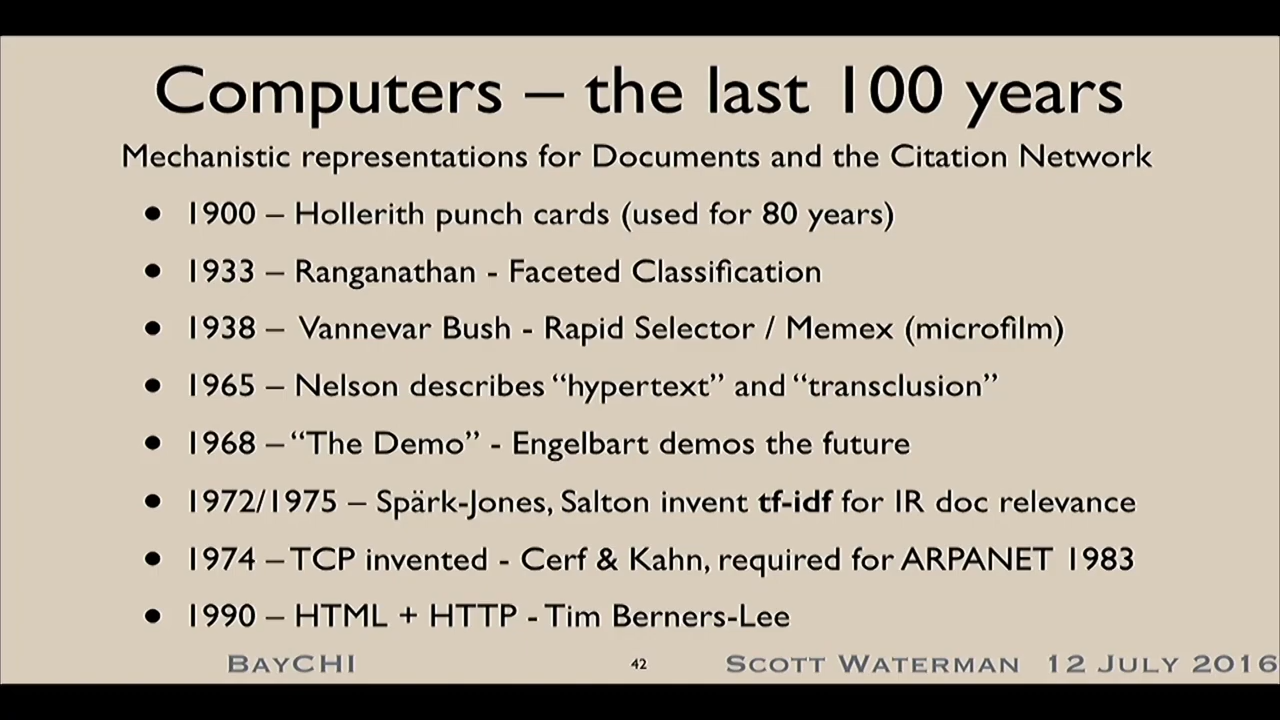 Computers – the last 100 years
Mechanistic representations for Documents and the Citation Network
• 1900 – Hollerith punch cards (used for 80 years)
• 1933 – Ranganathan - Faceted Classification
• 1938 – Vannevar Bush - Rapid Selector / Memex (microfilm)
• 1965 – Nelson describes “hypertext” and “transclusion”
• 1968 – “The Demo” - Engelbart demos the future
• 1972/1975 – Spärk-Jones, Salton invent tf-idf for IR doc relevance
• 1974 – TCP invented - Cerf & Kahn, required for ARPANET 1983
• 1990 – HTML + HTTP - Tim Berners-Lee
BayCHI 42 Scott Waterman 12 July 2016